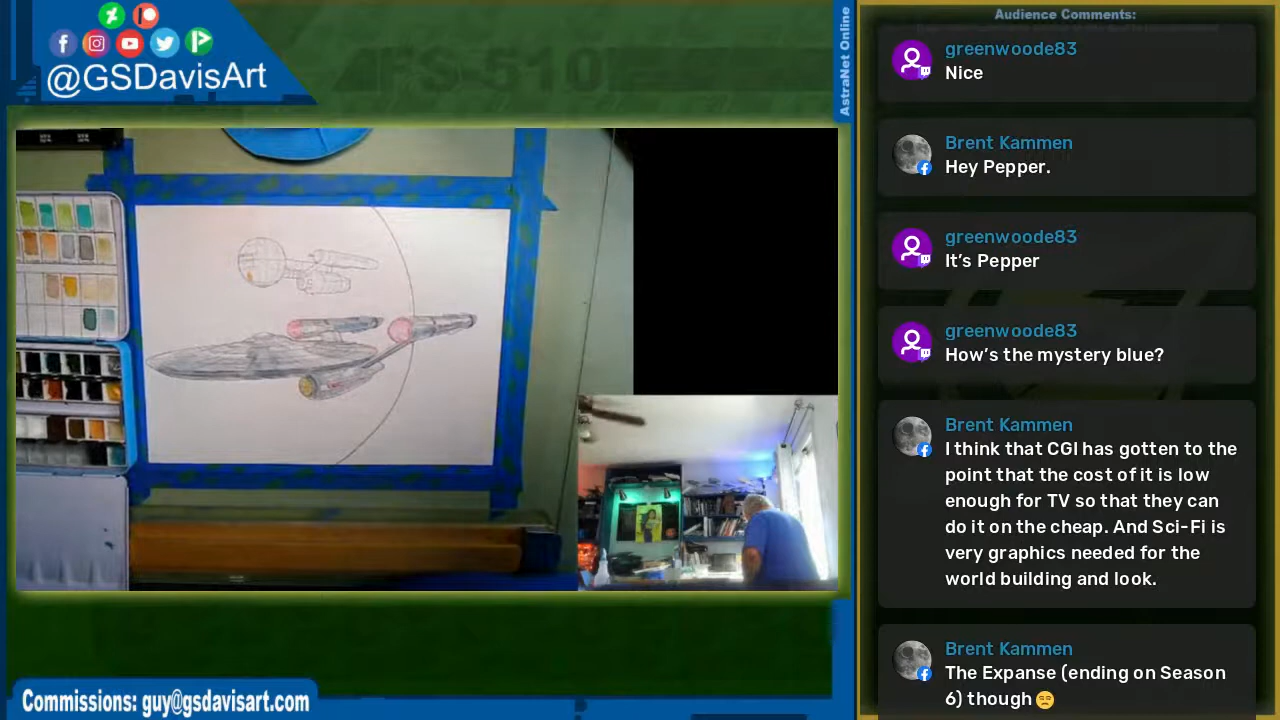 @GSDavisArt
AstraNet Online
Audience Comments:
greenwoode83
Nice
Brent Kammen
Hey Pepper.
greenwoode83
It's Pepper
greenwoode83
How's the mystery blue?
Brent Kammen
I think that CGI has gotten to the
point that the cost of it is low
enough for TV so that they can
do it on the cheap. And Sci-Fi is
very graphics needed for the
world building and look.
Brent Kammen
The Expanse (ending on Season
6) though 😒
Commissions: guy@gsdavisart.com